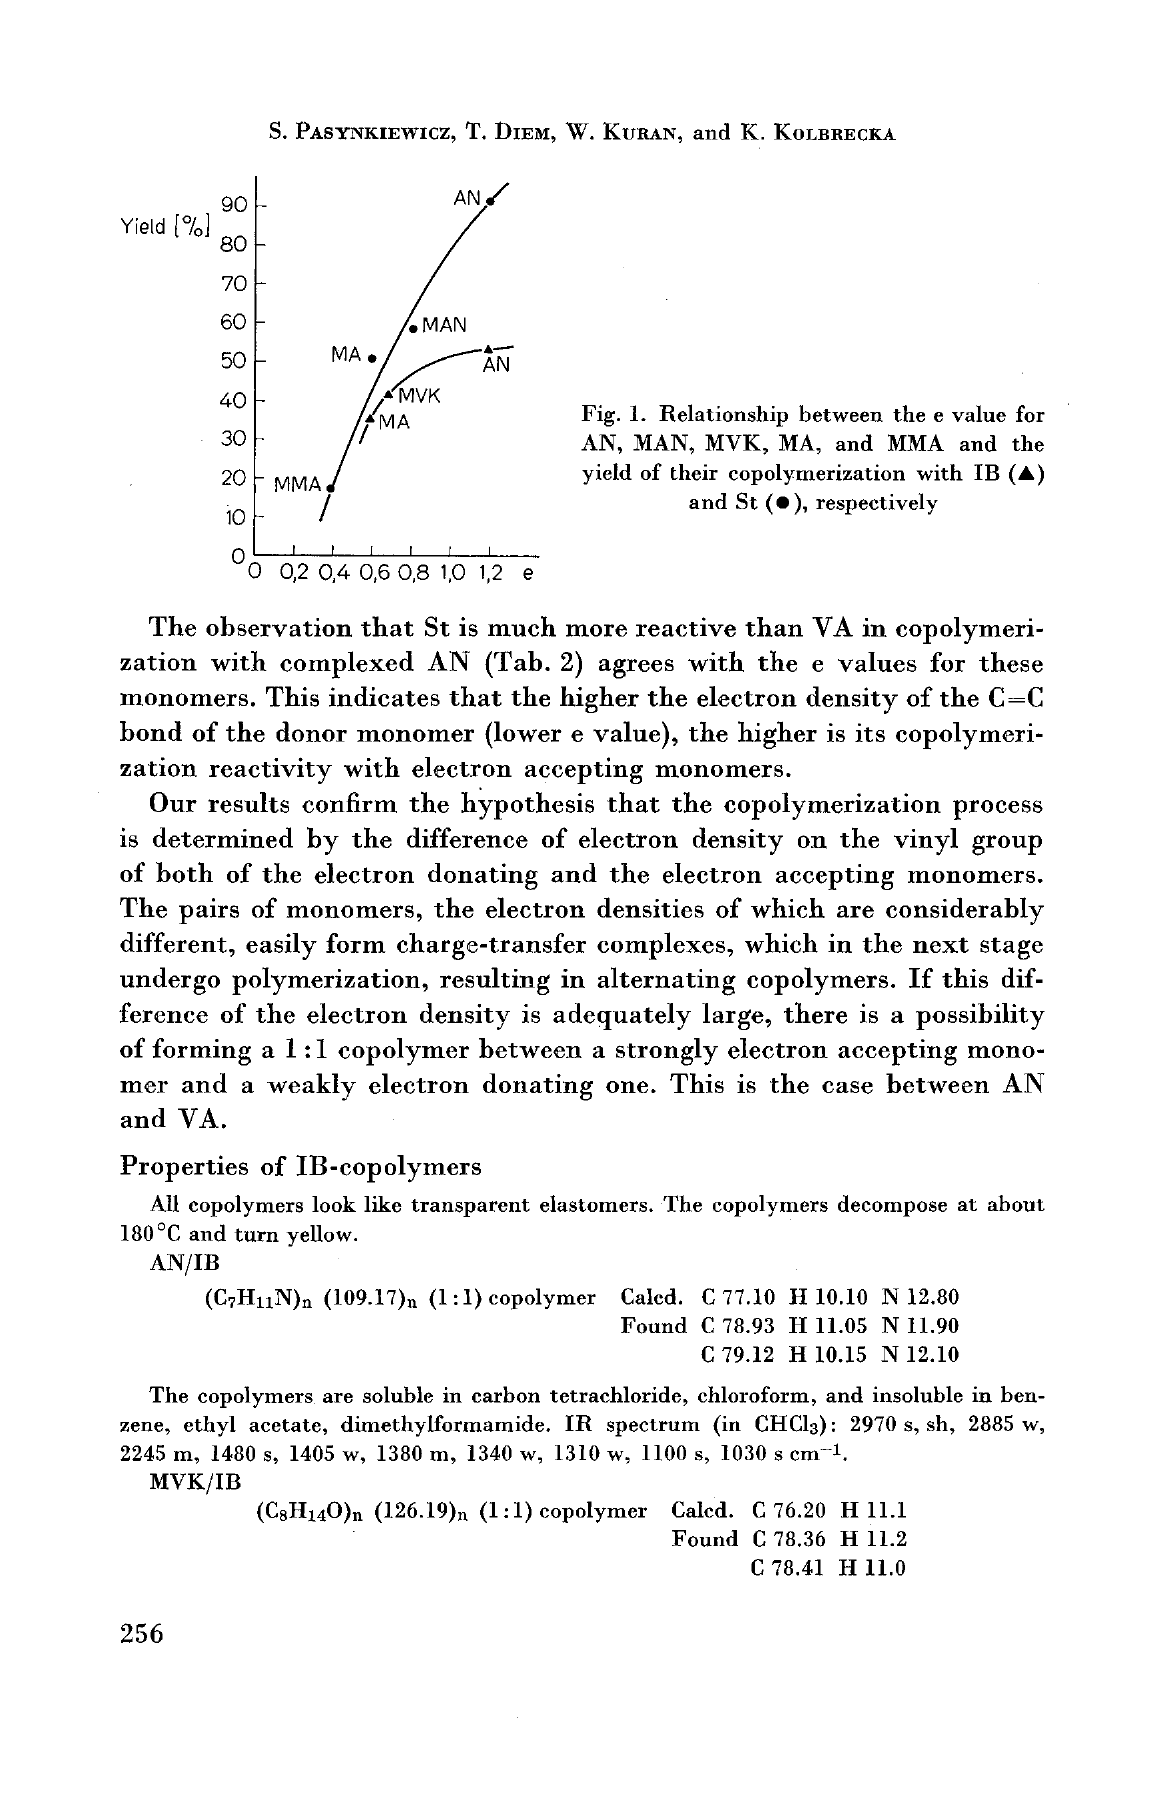 S. PASYNKIEWICZ, T. DIEM, W. KURAN, and K. KOLBRECKA
Yield [%]
90
80
70
60
50
40
30
20
10
0
AN
MAN
MA
AN
MVK
MA
MMA
0 0,2 0,4 0,6 0,8 1,0 1,2 e
Fig. 1. Relationship between the e value for
AN, MAN, MVK, MA, and MMA and the
yield of their copolymerization with IB (▲)
and St (●), respectively
The observation that St is much more reactive than VA in copolymeri-
zation with complexed AN (Tab. 2) agrees with the e values for these
monomers. This indicates that the higher the electron density of the C=C
bond of the donor monomer (lower e value), the higher is its copolymeri-
zation reactivity with electron accepting monomers.
Our results confirm the hypothesis that the copolymerization process
is determined by the difference of electron density on the vinyl group
of both of the electron donating and the electron accepting monomers.
The pairs of monomers, the electron densities of which are considerably
different, easily form charge-transfer complexes, which in the next stage
undergo polymerization, resulting in alternating copolymers. If this dif-
ference of the electron density is adequately large, there is a possibility
of forming a 1:1 copolymer between a strongly electron accepting mono-
mer and a weakly electron donating one. This is the case between AN
and VA.
Properties of IB-copolymers
All copolymers look like transparent elastomers. The copolymers decompose at about
180°C and turn yellow.
AN/IB
(C₇H₁₁N)ₙ (109.17)ₙ (1:1) copolymer Calcd. C 77.10 H 10.10 N 12.80
Found C 78.93 H 11.05 N 11.90
C 79.12 H 10.15 N 12.10
The copolymers are soluble in carbon tetrachloride, chloroform, and insoluble in ben-
zene, ethyl acetate, dimethylformamide. IR spectrum (in CHCl₃): 2970 s, sh, 2885 w,
2245 m, 1480 s, 1405 w, 1380 m, 1340 w, 1310 w, 1100 s, 1030 s cm⁻¹.
MVK/IB
(C₈H₁₄O)ₙ (126.19)ₙ (1:1) copolymer Calcd. C 76.20 H 11.1
Found C 78.36 H 11.2
C 78.41 H 11.0
256